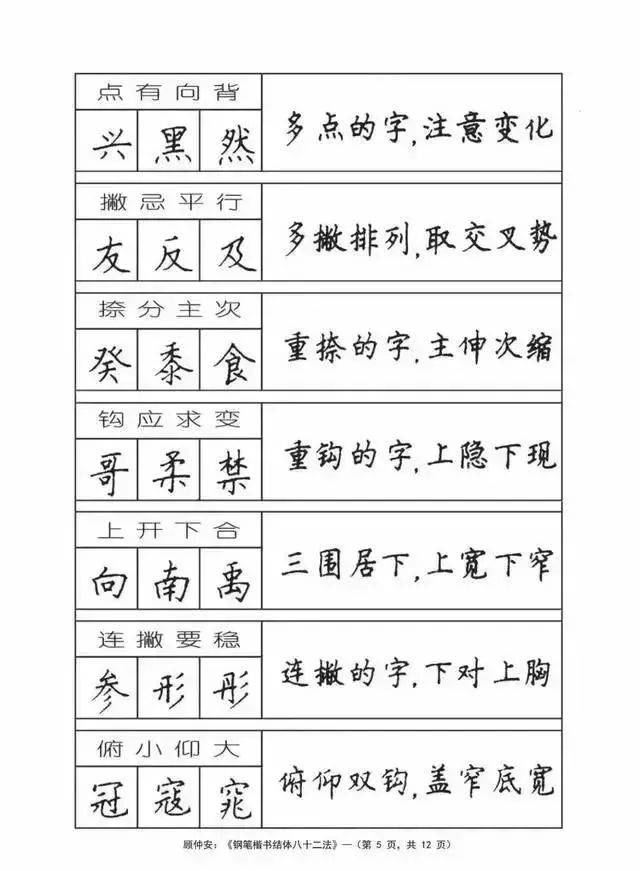 点有向背
兴黑然
多点的字,注意变化
撇忌平行
友反及
多撇排列,取交叉势
捺分主次
癸黍食
重捺的字,主伸次缩
钩应求变
哥柔禁
重钩的字,上隐下现
上开下合
向南禹
三围居下,上宽下窄
连撇要稳
参形彤
连撇的字,下对上胸
俯小仰大
冠寇窕
俯仰双钩,盖窄底宽
顾仲安:《钢笔楷书结体八十二法》—(第 5 页,共 12 页)